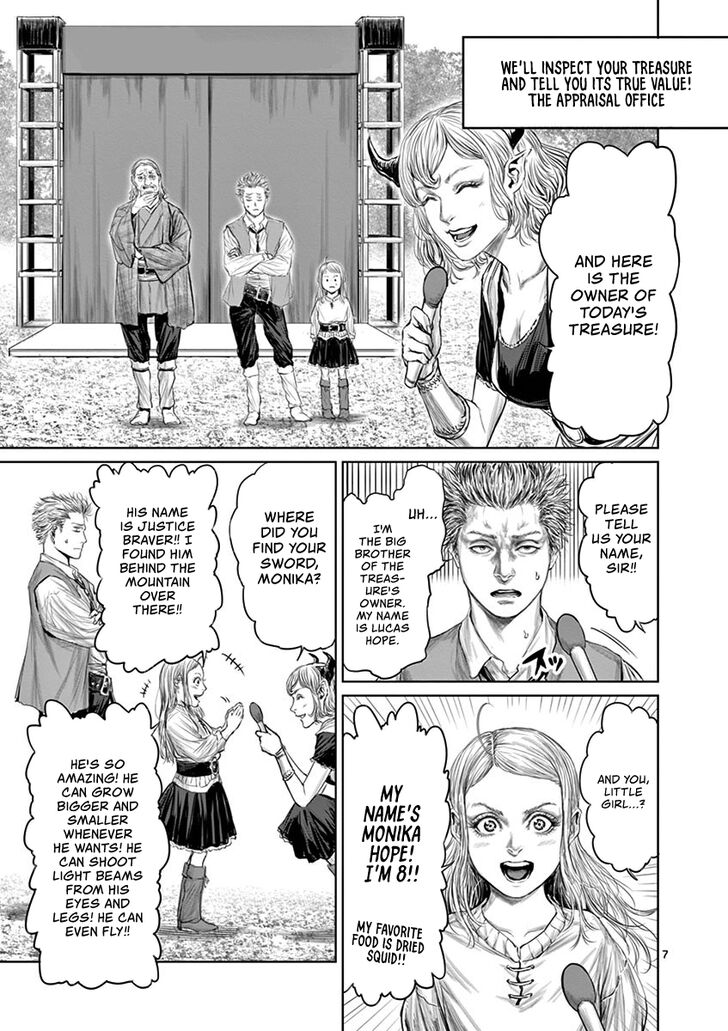 WE'LL INSPECT YOUR TREASURE
AND TELL YOU ITS TRUE VALUE!
THE APPRAISAL OFFICE
AND HERE
IS THE
OWNER OF
TODAY'S
TREASURE!
PLEASE
TELL
US YOUR
NAME,
SIR!!
UH...
I'M
THE BIG
BROTHER
OF THE
TREAS-
URE'S
OWNER.
MY NAME
IS LUCAS
HOPE.
ズッ
WHERE
DID YOU
FIND YOUR
SWORD,
MONIKA?
HIS NAME
IS JUSTICE
BRAVER!! I
FOUND HIM
BEHIND THE
MOUNTAIN
OVER
THERE!!
HE'S SO
AMAZING! HE
CAN GROW
BIGGER AND
SMALLER
WHENEVER
HE WANTS! HE
CAN SHOOT
LIGHT BEAMS
FROM HIS
EYES AND
LEGS! HE CAN
EVEN FLY!!
AND YOU,
LITTLE
GIRL...?
MY
NAME'S
MONIKA
HOPE!
I'M 8!!
MY FAVORITE
FOOD IS DRIED
SQUID!!
7